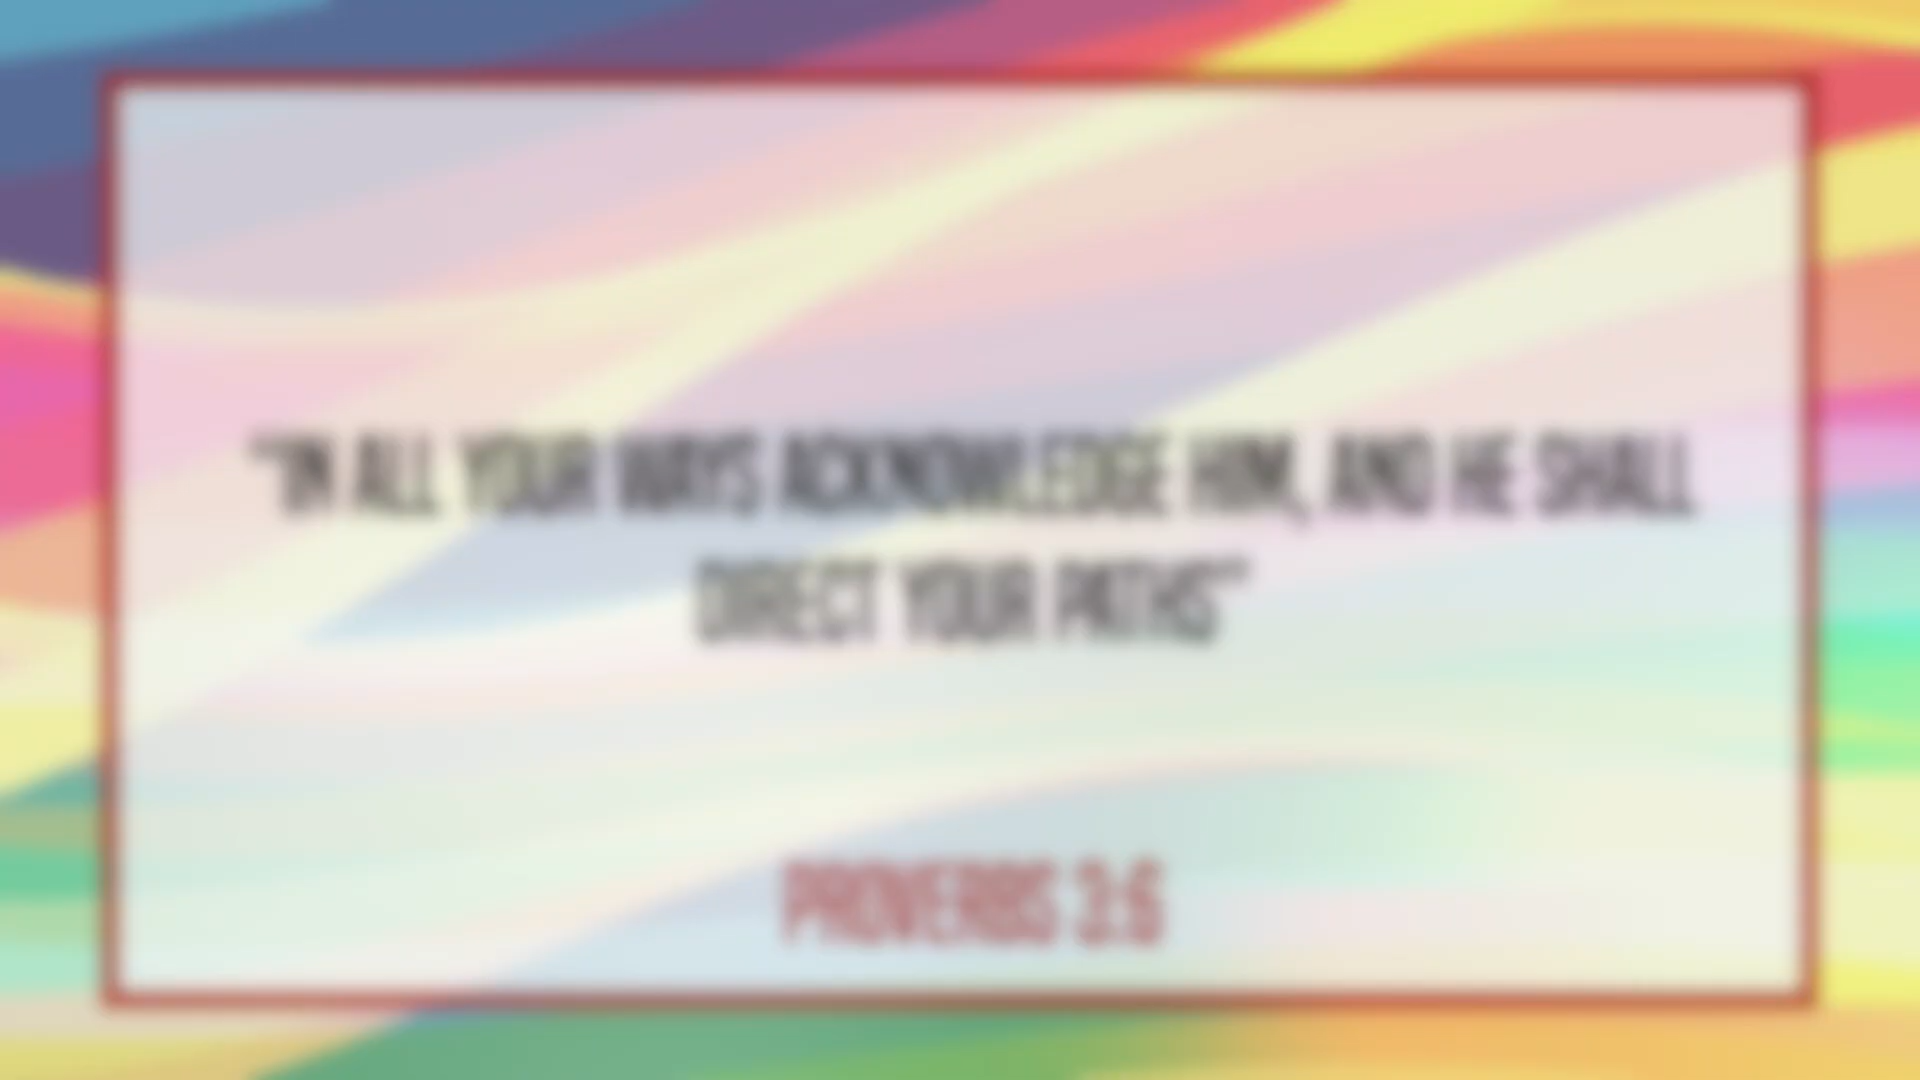 "IN ALL YOUR WAYS ACKNOWLEDGE HIM, AND HE SHALL
DIRECT YOUR PATHS"
PROVERBS 3:6